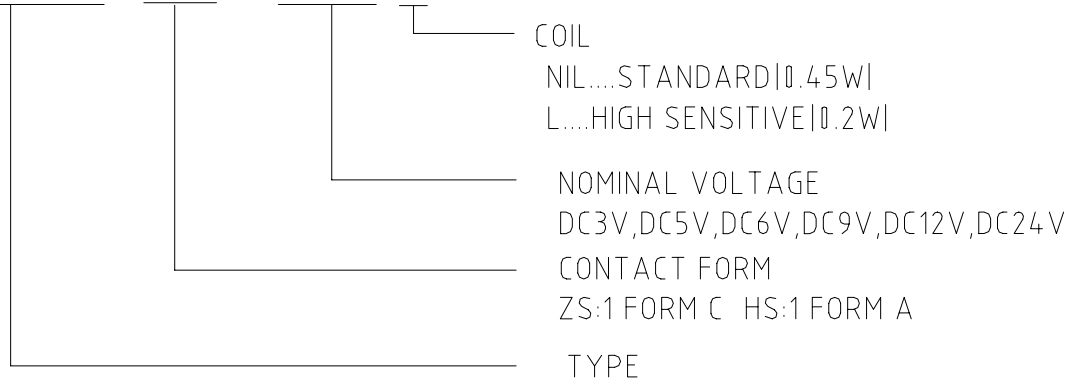 COIL
NIL....STANDARD|0.45W|
L....HIGH SENSITIVE|0.2W|
NOMINAL VOLTAGE
DC3V,DC5V,DC6V,DC9V,DC12V,DC24V
CONTACT FORM
ZS:1 FORM C HS:1 FORM A
TYPE